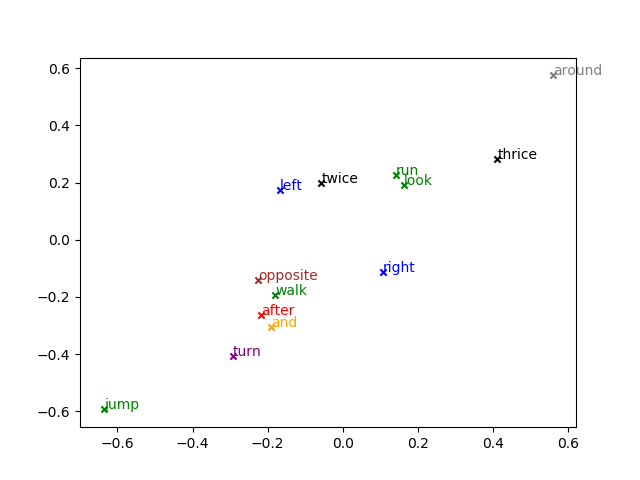 0.6
around
0.4
thrice
run
look
left
twice
0.2
0.0
right
opposite
walk
−0.2
after
and
turn
−0.4
jump
−0.6
−0.6 −0.4 −0.2 0.0 0.2 0.4 0.6